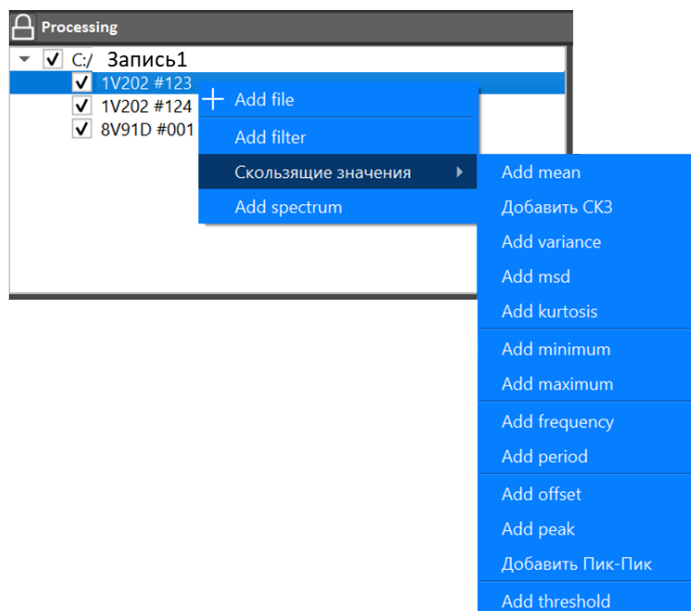 Processing
C:/ Запись1
1V202 #123
1V202 #124
8V91D #001
Add file
Add filter
Скользящие значения
Add spectrum
Add mean
Добавить СКЗ
Add variance
Add msd
Add kurtosis
Add minimum
Add maximum
Add frequency
Add period
Add offset
Add peak
Добавить Пик-Пик
Add threshold